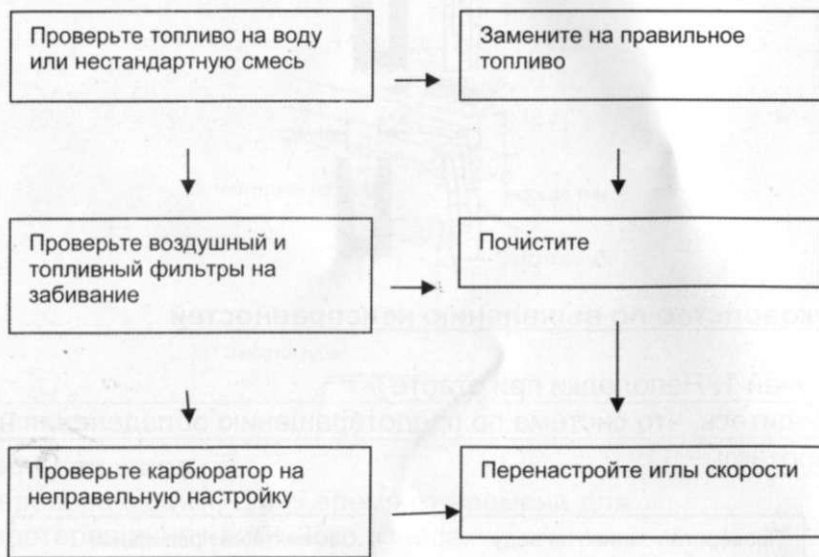 Проверьте топливо на воду
или нестандартную смесь
Замените на правильное
топливо
Проверьте воздушный и
топливный фильтры на
забивание
Почистите
Проверьте карбюратор на
неправельную настройку
Перенастройте иглы скорости